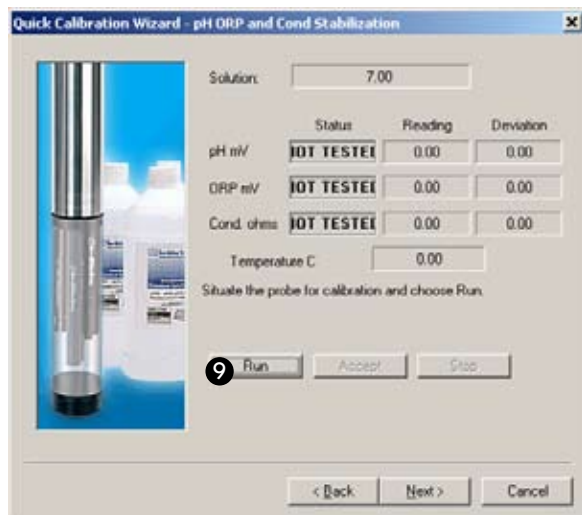 Quick Calibration Wizard - pH ORP and Cond Stabilization
Solution: 7.00
Status Reading Deviation
pH mV IOT TESTEI 0.00 0.00
ORP mV IOT TESTEI 0.00 0.00
Cond. ohms IOT TESTEI 0.00 0.00
Temperature C 0.00
Situate the probe for calibration and choose Run.
9 Run Accept Stop
< Back Next > Cancel